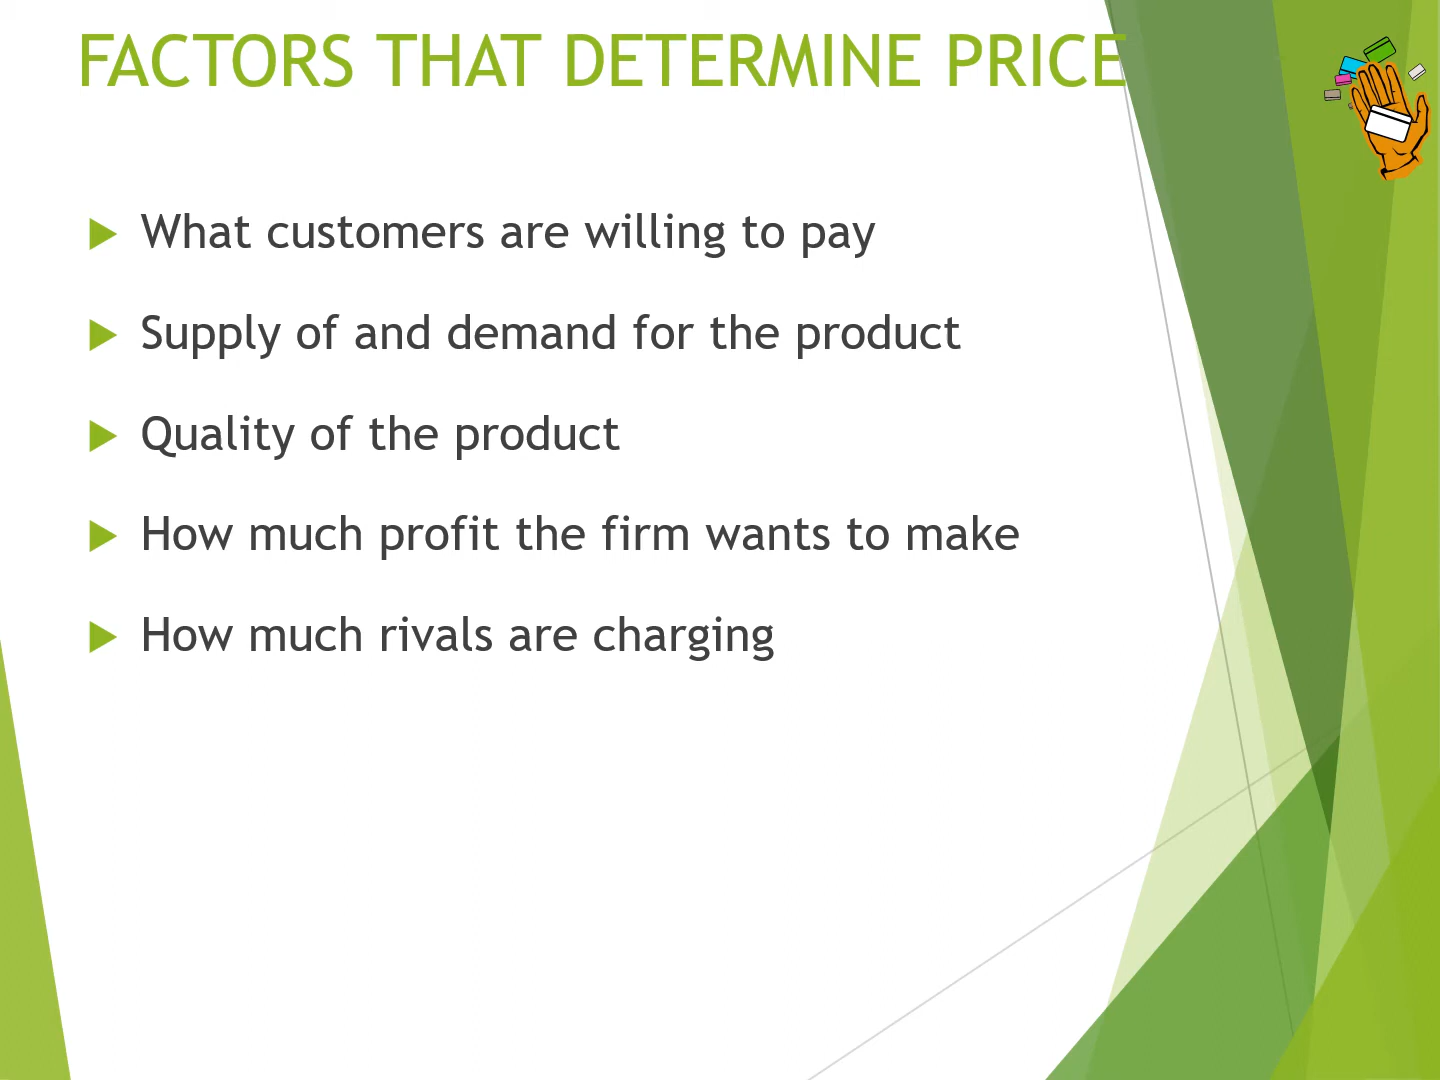 FACTORS THAT DETERMINE PRICE
What customers are willing to pay
Supply of and demand for the product
Quality of the product
How much profit the firm wants to make
How much rivals are charging